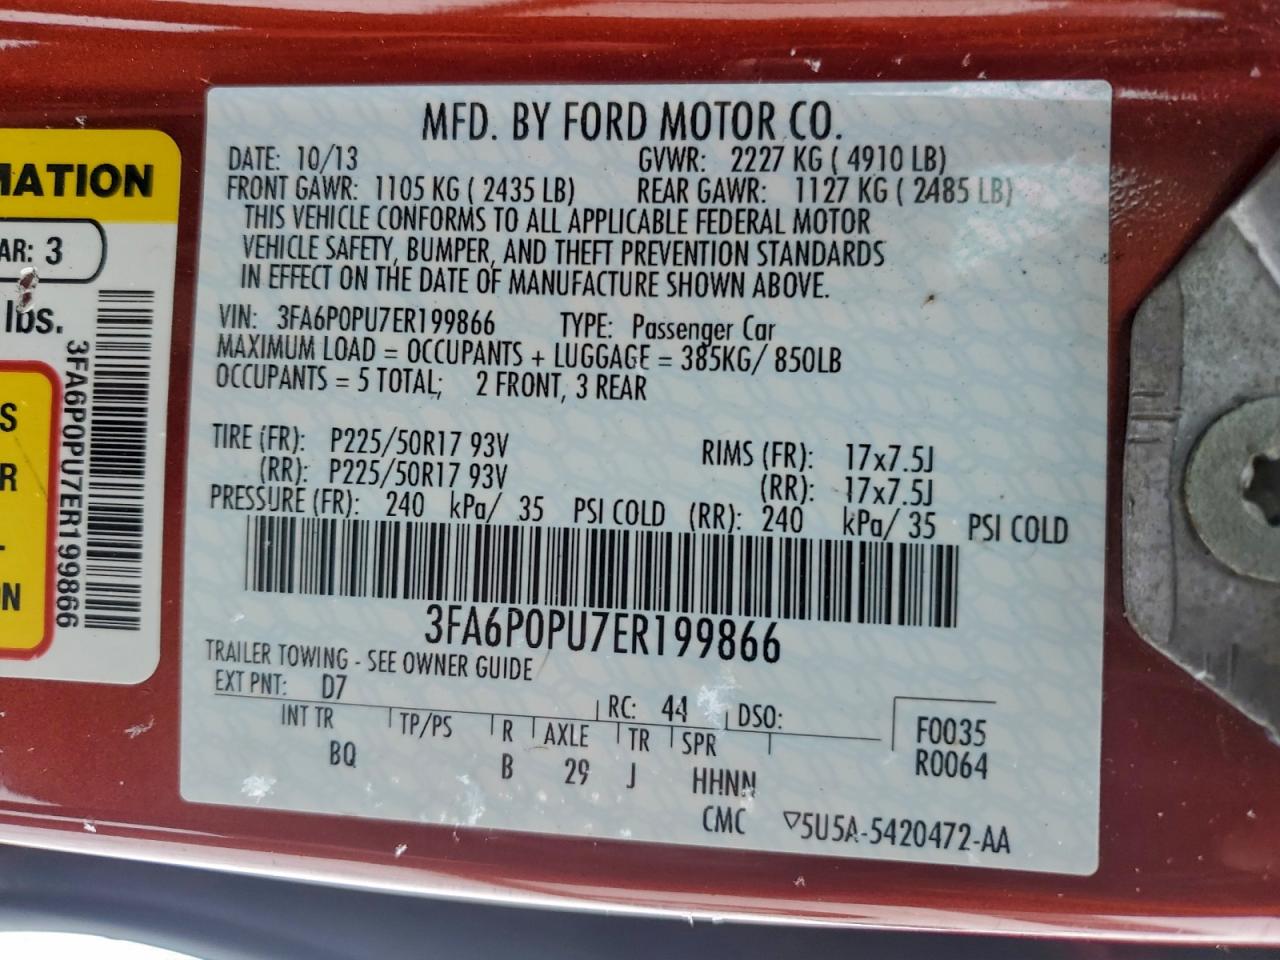 MFD. BY FORD MOTOR CO.
DATE: 10/13 GVWR: 2227 KG ( 4910 LB)
FRONT GAWR: 1105 KG ( 2435 LB) REAR GAWR: 1127 KG ( 2485 LB)
THIS VEHICLE CONFORMS TO ALL APPLICABLE FEDERAL MOTOR
VEHICLE SAFETY, BUMPER, AND THEFT PREVENTION STANDARDS
IN EFFECT ON THE DATE OF MANUFACTURE SHOWN ABOVE.
VIN: 3FA6P0PU7ER199866 TYPE: Passenger Car
MAXIMUM LOAD = OCCUPANTS + LUGGAGE = 385KG/ 850LB
OCCUPANTS = 5 TOTAL; 2 FRONT, 3 REAR
TIRE (FR): P225/50R17 93V RIMS (FR): 17x7.5J
(RR): P225/50R17 93V (RR): 17x7.5J
PRESSURE (FR): 240 kPa/ 35 PSI COLD (RR): 240 kPa/ 35 PSI COLD
3FA6P0PU7ER199866
TRAILER TOWING - SEE OWNER GUIDE
EXT PNT: D7 RC: 44 DSO:
INT TR TP/PS R AXLE TR SPR F0035
BQ B 29 J HHNN R0064
CMC ▽5U5A-5420472-AA
MATION
AR: 3
lbs.
3FA6P0PU7ER199866
S
R
N